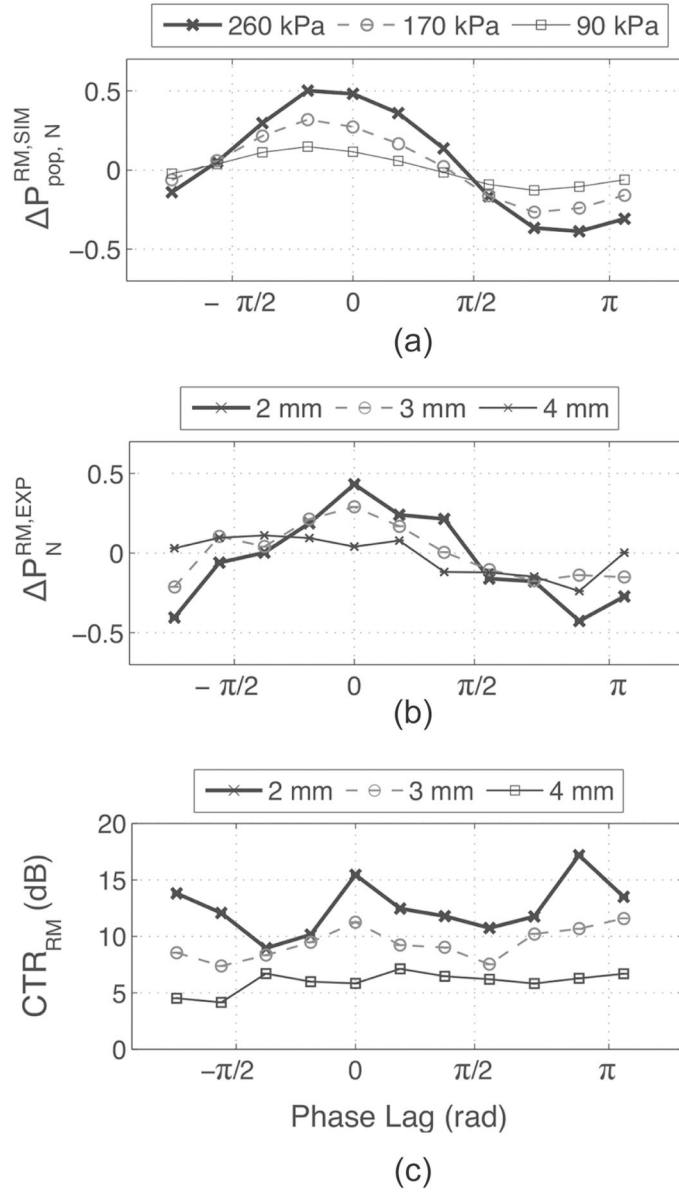 260 kPa 170 kPa 90 kPa
0.5
0
−0.5
ΔP RM,SIM pop, N
− π/2 0 π/2 π
(a)
2 mm 3 mm 4 mm
0.5
0
−0.5
ΔP RM,EXP N
− π/2 0 π/2 π
(b)
2 mm 3 mm 4 mm
20
15
10
5
0
CTR RM (dB)
−π/2 0 π/2 π
Phase Lag (rad)
(c)